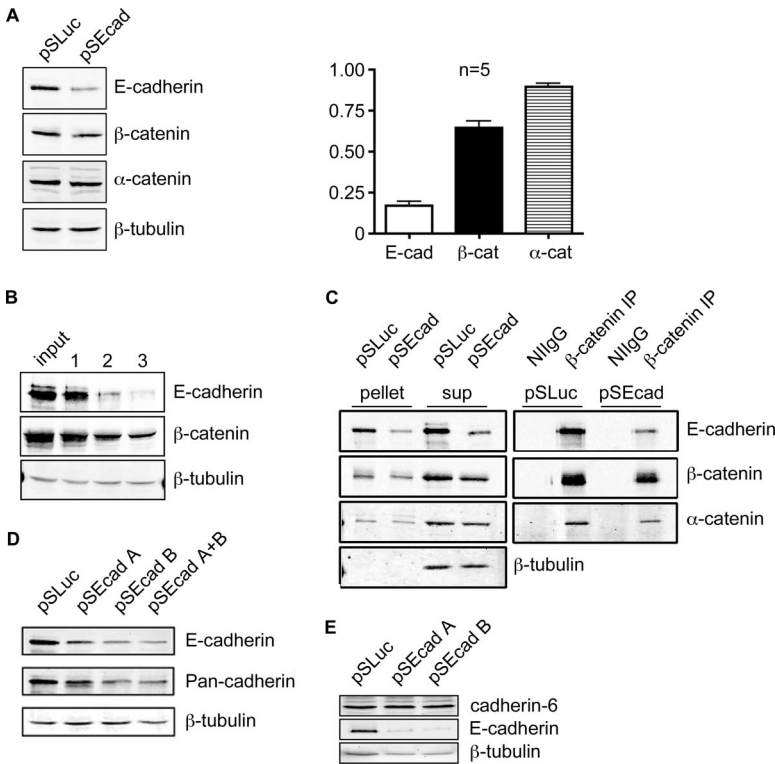 A
pSLuc
pSEcad
E-cadherin
β-catenin
α-catenin
β-tubulin
n=5
1.00
0.75
0.50
0.25
0
E-cad
β-cat
α-cat
B
input
1
2
3
E-cadherin
β-catenin
β-tubulin
C
pSLuc
pSEcad
pSLuc
pSEcad
NIIgG
β-catenin IP
NIIgG
β-catenin IP
pellet
sup
pSLuc
pSEcad
E-cadherin
β-catenin
α-catenin
β-tubulin
D
pSLuc
pSEcad A
pSEcad B
pSEcad A+B
E-cadherin
Pan-cadherin
β-tubulin
E
pSLuc
pSEcad A
pSEcad B
cadherin-6
E-cadherin
β-tubulin